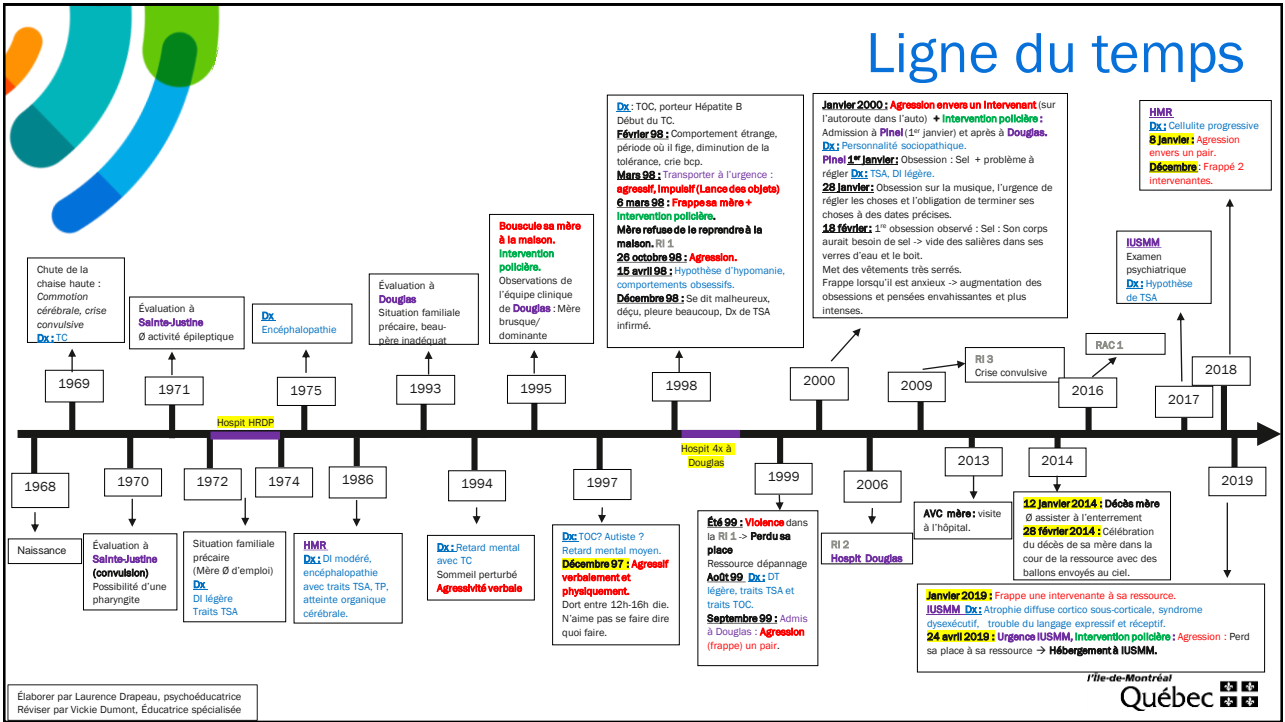 Ligne du temps
Chute de la
chaise haute :
Commotion
cérébrale, crise
convulsive
Dx : TC
Évaluation à
Sainte-Justine
Ø activité épileptique
Dx
Encéphalopathie
Évaluation à
Douglas
Situation familiale
précaire, beau-
père inadéquat
Bouscule sa mère
à la maison.
Intervention
policière.
Observations de
l'équipe clinique
de Douglas : Mère
brusque/
dominante
Dx : TOC, porteur Hépatite B
Début du TC.
Février 98 : Comportement étrange,
période où il fige, diminution de la
tolérance, crie bcp.
Mars 98 : Transporter à l'urgence :
agressif, impulsif (Lance des objets)
6 mars 98 : Frappe sa mère +
Intervention policière.
Mère refuse de le reprendre à la
maison. RI 1
26 octobre 98 : Agression.
15 avril 98 : Hypothèse d'hypomanie,
comportements obsessifs.
Décembre 98 : Se dit malheureux,
déçu, pleure beaucoup, Dx de TSA
infirmé.
Janvier 2000 : Agression envers un Intervenant (sur
l'autoroute dans l'auto) + Intervention policière :
Admission à Pinel (1er janvier) et après à Douglas.
Dx : Personnalité sociopathique.
Pinel 1er janvier : Obsession : Sel + problème à
régler Dx : TSA, DI légère.
28 janvier : Obsession sur la musique, l'urgence de
régler les choses et l'obligation de terminer ses
choses à des dates précises.
18 février : 1re obsession observé : Sel : Son corps
aurait besoin de sel -> vide des salières dans ses
verres d'eau et le boit.
Met des vêtements très serrés.
Frappe lorsqu'il est anxieux -> augmentation des
obsessions et pensées envahissantes et plus
intenses.
HMR
Dx : Cellulite progressive
8 janvier : Agression
envers un pair.
Décembre : Frappé 2
intervenantes.
IUSMM
Examen
psychiatrique
Dx : Hypothèse
de TSA
RI 3
Crise convulsive
RAC 1
1969
1971
1975
1993
1995
1998
2000
2009
2016
2017
2018
Hospit HRDP
Hospit 4x à
Douglas
1968
1970
1972
1974
1986
1994
1997
1999
2006
2013
2014
2019
Naissance
Évaluation à
Sainte-Justine
(convulsion)
Possibilité d'une
pharyngite
Situation familiale
précaire
(Mère Ø d'emploi)
Dx
DI légère
Traits TSA
HMR
Dx : DI modéré,
encéphalopathie
avec traits TSA, TP,
atteinte organique
cérébrale.
Dx : Retard mental
avec TC
Sommeil perturbé
Agressivité verbale
Dx: TOC? Autiste ?
Retard mental moyen.
Décembre 97 : Agressif
verbalement et
physiquement.
Dort entre 12h-16h die.
N'aime pas se faire dire
quoi faire.
Été 99 : Violence dans
la RI 1 -> Perdu sa
place
Ressource dépannage
Août 99 Dx : DT
légère, traits TSA et
traits TOC.
Septembre 99 : Admis
à Douglas : Agression
(frappe) un pair.
RI 2
Hospit Douglas
AVC mère : visite
à l'hôpital.
12 janvier 2014 : Décès mère
Ø assister à l'enterrement
28 février 2014 : Célébration
du décès de sa mère dans la
cour de la ressource avec des
ballons envoyés au ciel.
Janvier 2019 : Frappe une intervenante à sa ressource.
IUSMM Dx : Atrophie diffuse cortico sous-corticale, syndrome
dysexécutif, trouble du langage expressif et réceptif.
24 avril 2019 : Urgence IUSMM, Intervention policière : Agression : Perd
sa place à sa ressource → Hébergement à IUSMM.
Élaborer par Laurence Drapeau, psychoéducatrice
Réviser par Vickie Dumont, Éducatrice spécialisée
l'Île-de-Montréal
Québec